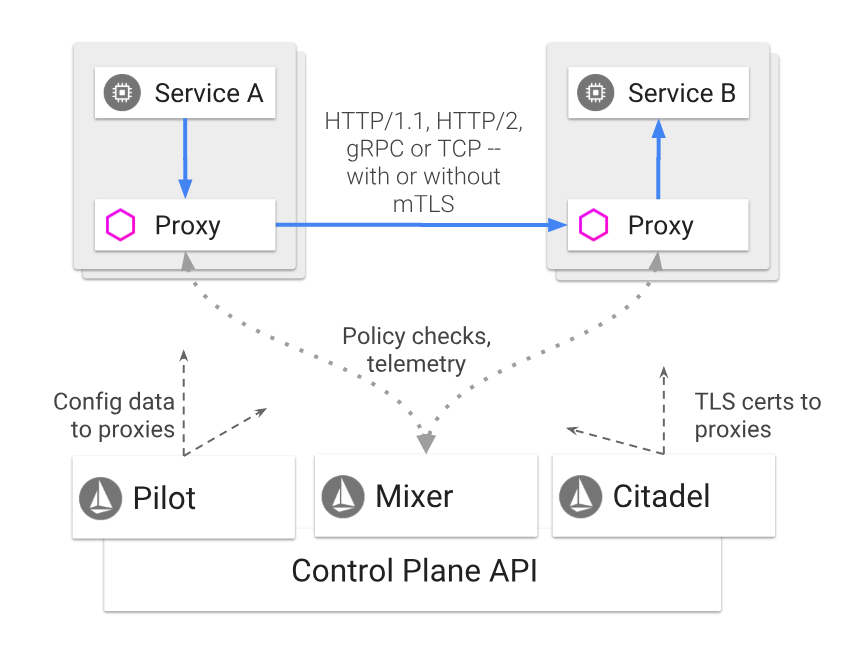 Service A
Service B
HTTP/1.1, HTTP/2,
gRPC or TCP --
with or without
mTLS
Proxy
Proxy
Policy checks,
telemetry
Config data
to proxies
TLS certs to
proxies
Pilot
Mixer
Citadel
Control Plane API